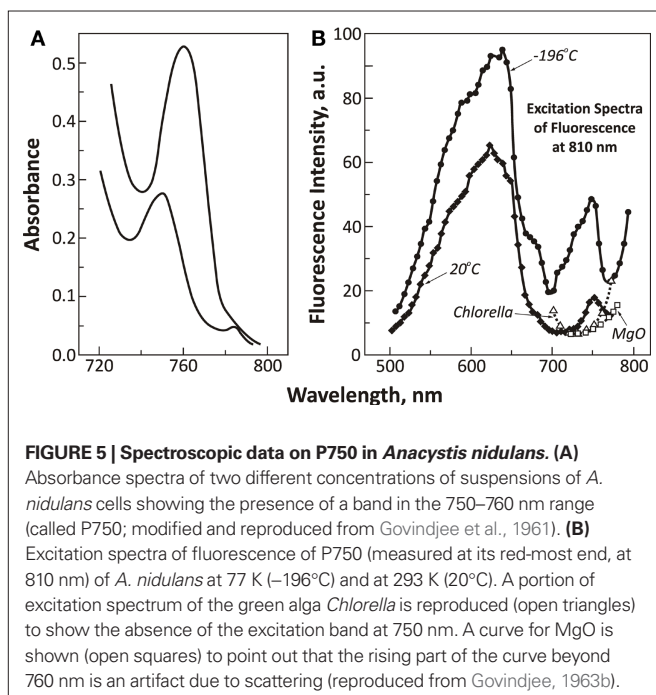 A
0.5
0.4
0.3
0.2
0.1
0.0
Absorbance
720
760
800
B
100
80
60
40
20
0
Fluorescence Intensity, a.u.
-196°C
Excitation Spectra
of Fluorescence
at 810 nm
20°C
Chlorella
MgO
500
600
700
800
Wavelength, nm
FIGURE 5 | Spectroscopic data on P750 in Anacystis nidulans. (A)
Absorbance spectra of two different concentrations of suspensions of A.
nidulans cells showing the presence of a band in the 750–760 nm range
(called P750; modified and reproduced from Govindjee et al., 1961). (B)
Excitation spectra of fluorescence of P750 (measured at its red-most end, at
810 nm) of A. nidulans at 77 K (–196°C) and at 293 K (20°C). A portion of
excitation spectrum of the green alga Chlorella is reproduced (open triangles)
to show the absence of the excitation band at 750 nm. A curve for MgO is
shown (open squares) to point out that the rising part of the curve beyond
760 nm is an artifact due to scattering (reproduced from Govindjee, 1963b).